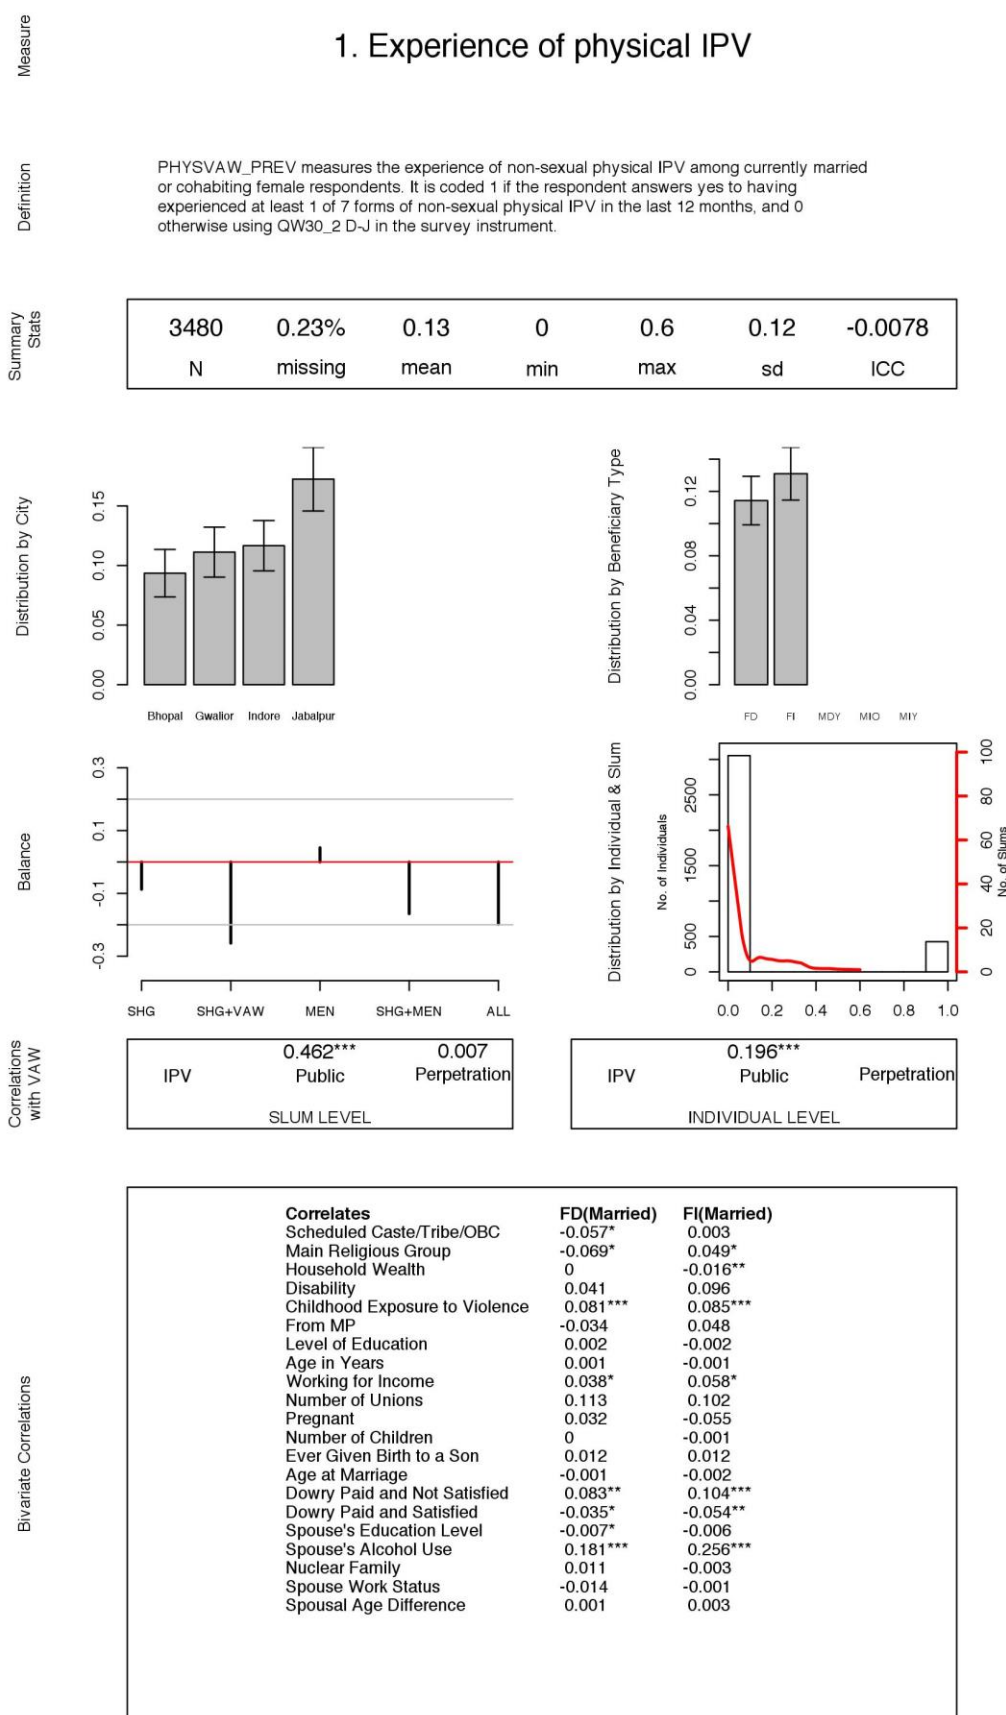 Measure
1. Experience of physical IPV
Definition
PHYSVAW_PREV measures the experience of non-sexual physical IPV among currently married
or cohabiting female respondents. It is coded 1 if the respondent answers yes to having
experienced at least 1 of 7 forms of non-sexual physical IPV in the last 12 months, and 0
otherwise using QW30_2 D-J in the survey instrument.
Summary
Stats
3480 0.23% 0.13 0 0.6 0.12 -0.0078
N missing mean min max sd ICC
Distribution by City
0.15
0.10
0.05
0.00
Bhopal Gwalior Indore Jabalpur
Distribution by Beneficiary Type
0.12
0.08
0.04
0.00
FD FI MDY MIO MIY
Balance
0.3
0.1
-0.1
-0.3
SHG SHG+VAW MEN SHG+MEN ALL
Distribution by Individual & Slum
No. of Individuals
2500
1500
500
0
100
80
60
40
20
0
No. of Slums
0.0 0.2 0.4 0.6 0.8 1.0
Correlations
with VAW
0.462*** 0.007
IPV Public Perpetration
SLUM LEVEL
0.196***
IPV Public Perpetration
INDIVIDUAL LEVEL
Bivariate Correlations
Correlates FD(Married) FI(Married)
Scheduled Caste/Tribe/OBC -0.057* 0.003
Main Religious Group -0.069* 0.049*
Household Wealth 0 -0.016**
Disability 0.041 0.096
Childhood Exposure to Violence 0.081*** 0.085***
From MP -0.034 0.048
Level of Education 0.002 -0.002
Age in Years 0.001 -0.001
Working for Income 0.038* 0.058*
Number of Unions 0.113 0.102
Pregnant 0.032 -0.055
Number of Children 0 -0.001
Ever Given Birth to a Son 0.012 0.012
Age at Marriage -0.001 -0.002
Dowry Paid and Not Satisfied 0.083** 0.104***
Dowry Paid and Satisfied -0.035* -0.054**
Spouse's Education Level -0.007* -0.006
Spouse's Alcohol Use 0.181*** 0.256***
Nuclear Family 0.011 -0.003
Spouse Work Status -0.014 -0.001
Spousal Age Difference 0.001 0.003